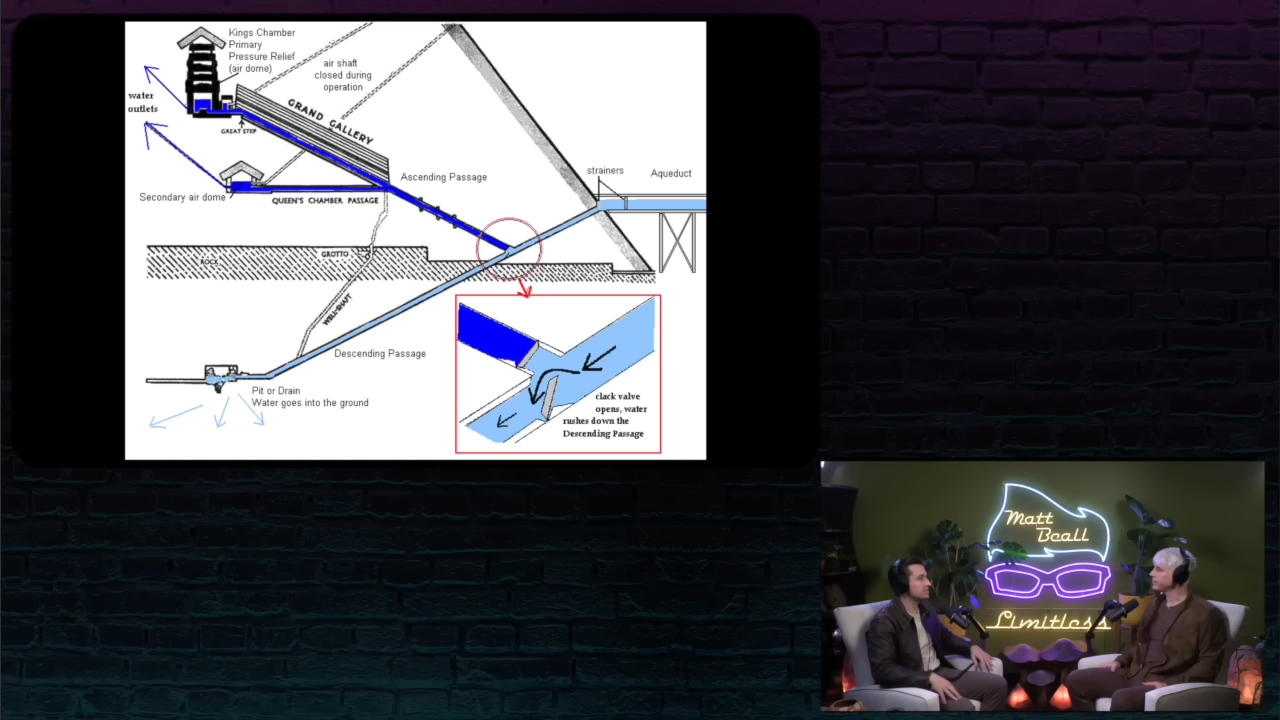 Kings Chamber
Primary
Pressure Relief
(air dome)
air shaft
closed during
operation
water
outlets
GRAND GALLERY
GREAT STEP
Ascending Passage
strainers
Aqueduct
Secondary air dome
QUEEN'S CHAMBER PASSAGE
GROTTO
ROCK
WELL-SHAFT
Descending Passage
Pit or Drain
Water goes into the ground
clack valve
opens, water
rushes down the
Descending Passage
Matt
Beall
Limitless